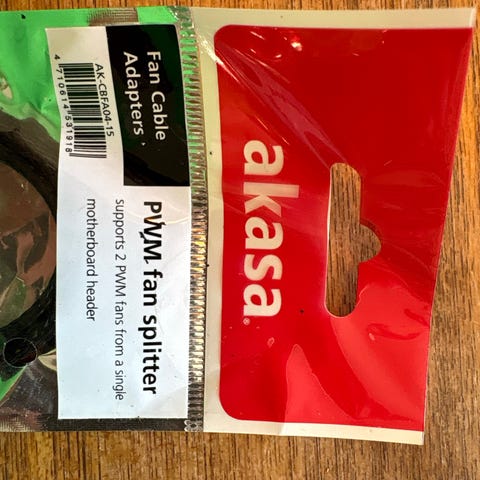 akasa®
Fan Cable
Adapters
AK-CBFA04-15
4 710614 531918
PWM fan splitter
supports 2 PWM fans from a single
motherboard header